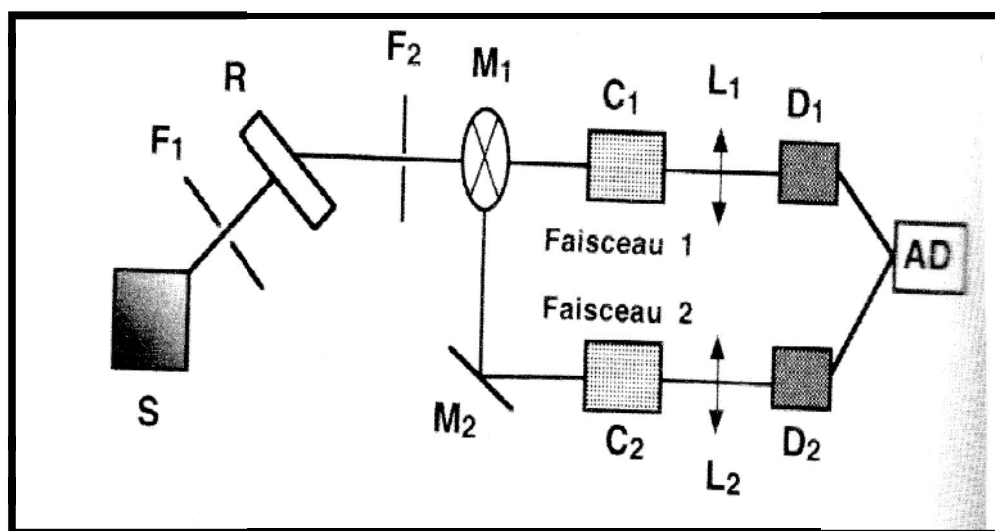 F2
M1
R
C1
L1
D1
F1
Faisceau 1
AD
Faisceau 2
S
M2
C2
D2
L2